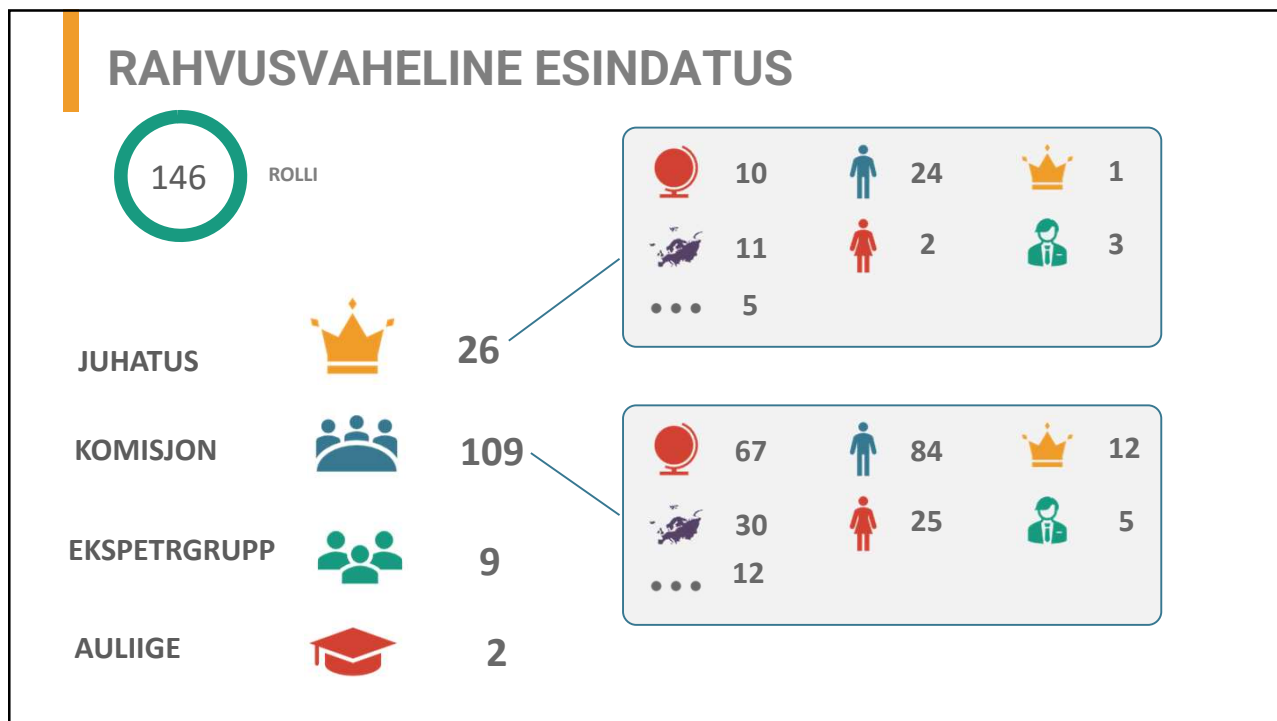 RAHVUSVAHELINE ESINDATUS
146 ROLLI
JUHATUS 26
10 24 1
11 2 3
5
KOMISJON 109
67 84 12
30 25 5
12
EKSPETRGRUPP 9
AULIIGE 2